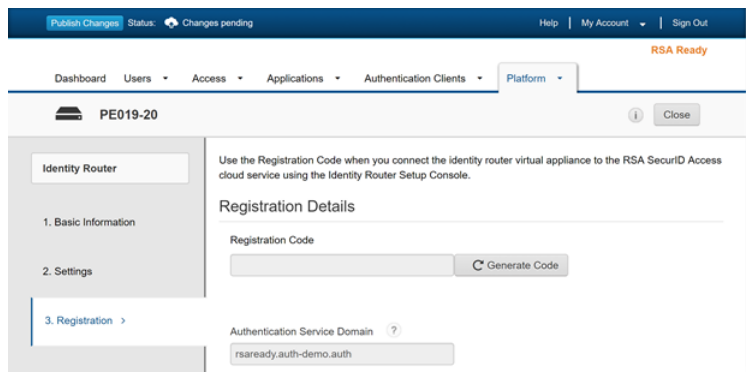 Publish Changes Status: Changes pending Help My Account Sign Out
RSA Ready
Dashboard Users Access Applications Authentication Clients Platform
PE019-20 i Close
Identity Router
Use the Registration Code when you connect the identity router virtual appliance to the RSA SecurID Access
cloud service using the Identity Router Setup Console.
Registration Details
1. Basic Information
Registration Code
Generate Code
2. Settings
3. Registration >
Authentication Service Domain ?
rsaready.auth-demo.auth